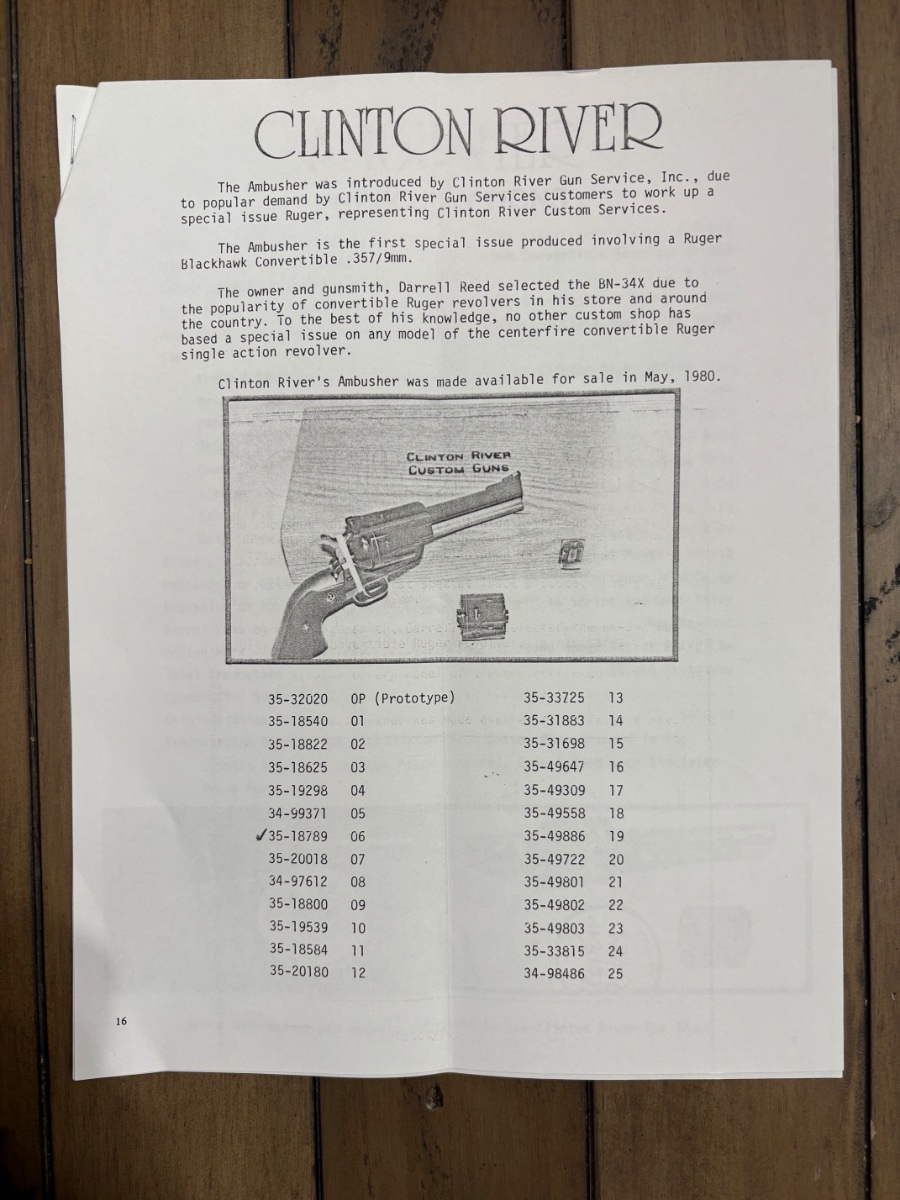 CLINTON RIVER
The Ambusher was introduced by Clinton River Gun Service, Inc., due
to popular demand by Clinton River Gun Services customers to work up a
special issue Ruger, representing Clinton River Custom Services.
The Ambusher is the first special issue produced involving a Ruger
Blackhawk Convertible .357/9mm.
The owner and gunsmith, Darrell Reed selected the BN-34X due to
the popularity of convertible Ruger revolvers in his store and around
the country. To the best of his knowledge, no other custom shop has
based a special issue on any model of the centerfire convertible Ruger
single action revolver.
Clinton River's Ambusher was made available for sale in May, 1980.
CLINTON RIVER
CUSTOM GUNS
35-32020 OP (Prototype)
35-18540 01
35-18822 02
35-18625 03
35-19298 04
34-99371 05
✓35-18789 06
35-20018 07
34-97612 08
35-18800 09
35-19539 10
35-18584 11
35-20180 12
35-33725 13
35-31883 14
35-31698 15
35-49647 16
35-49309 17
35-49558 18
35-49886 19
35-49722 20
35-49801 21
35-49802 22
35-49803 23
35-33815 24
34-98486 25
16